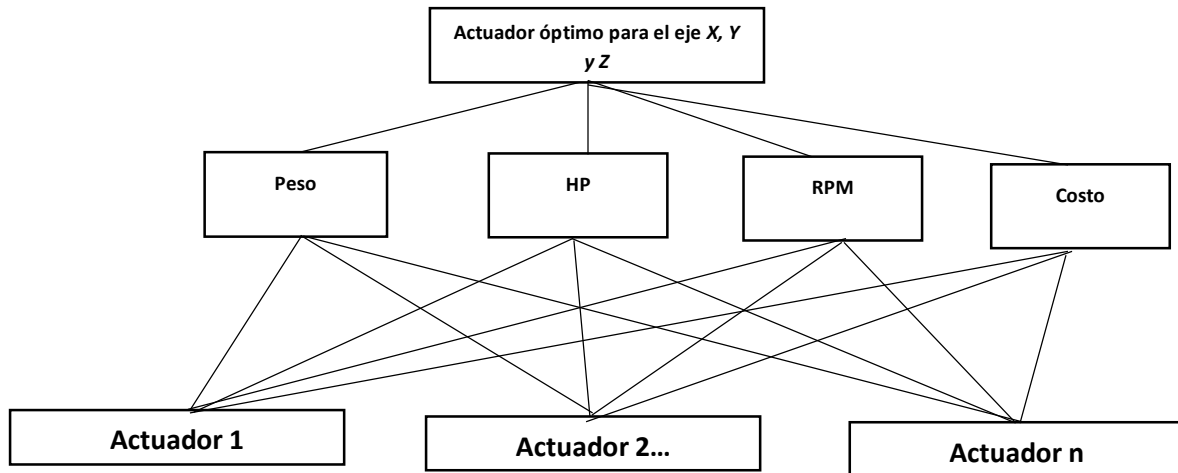 Actuador óptimo para el eje X, Y
y Z
Peso
HP
RPM
Costo
Actuador 1
Actuador 2...
Actuador n